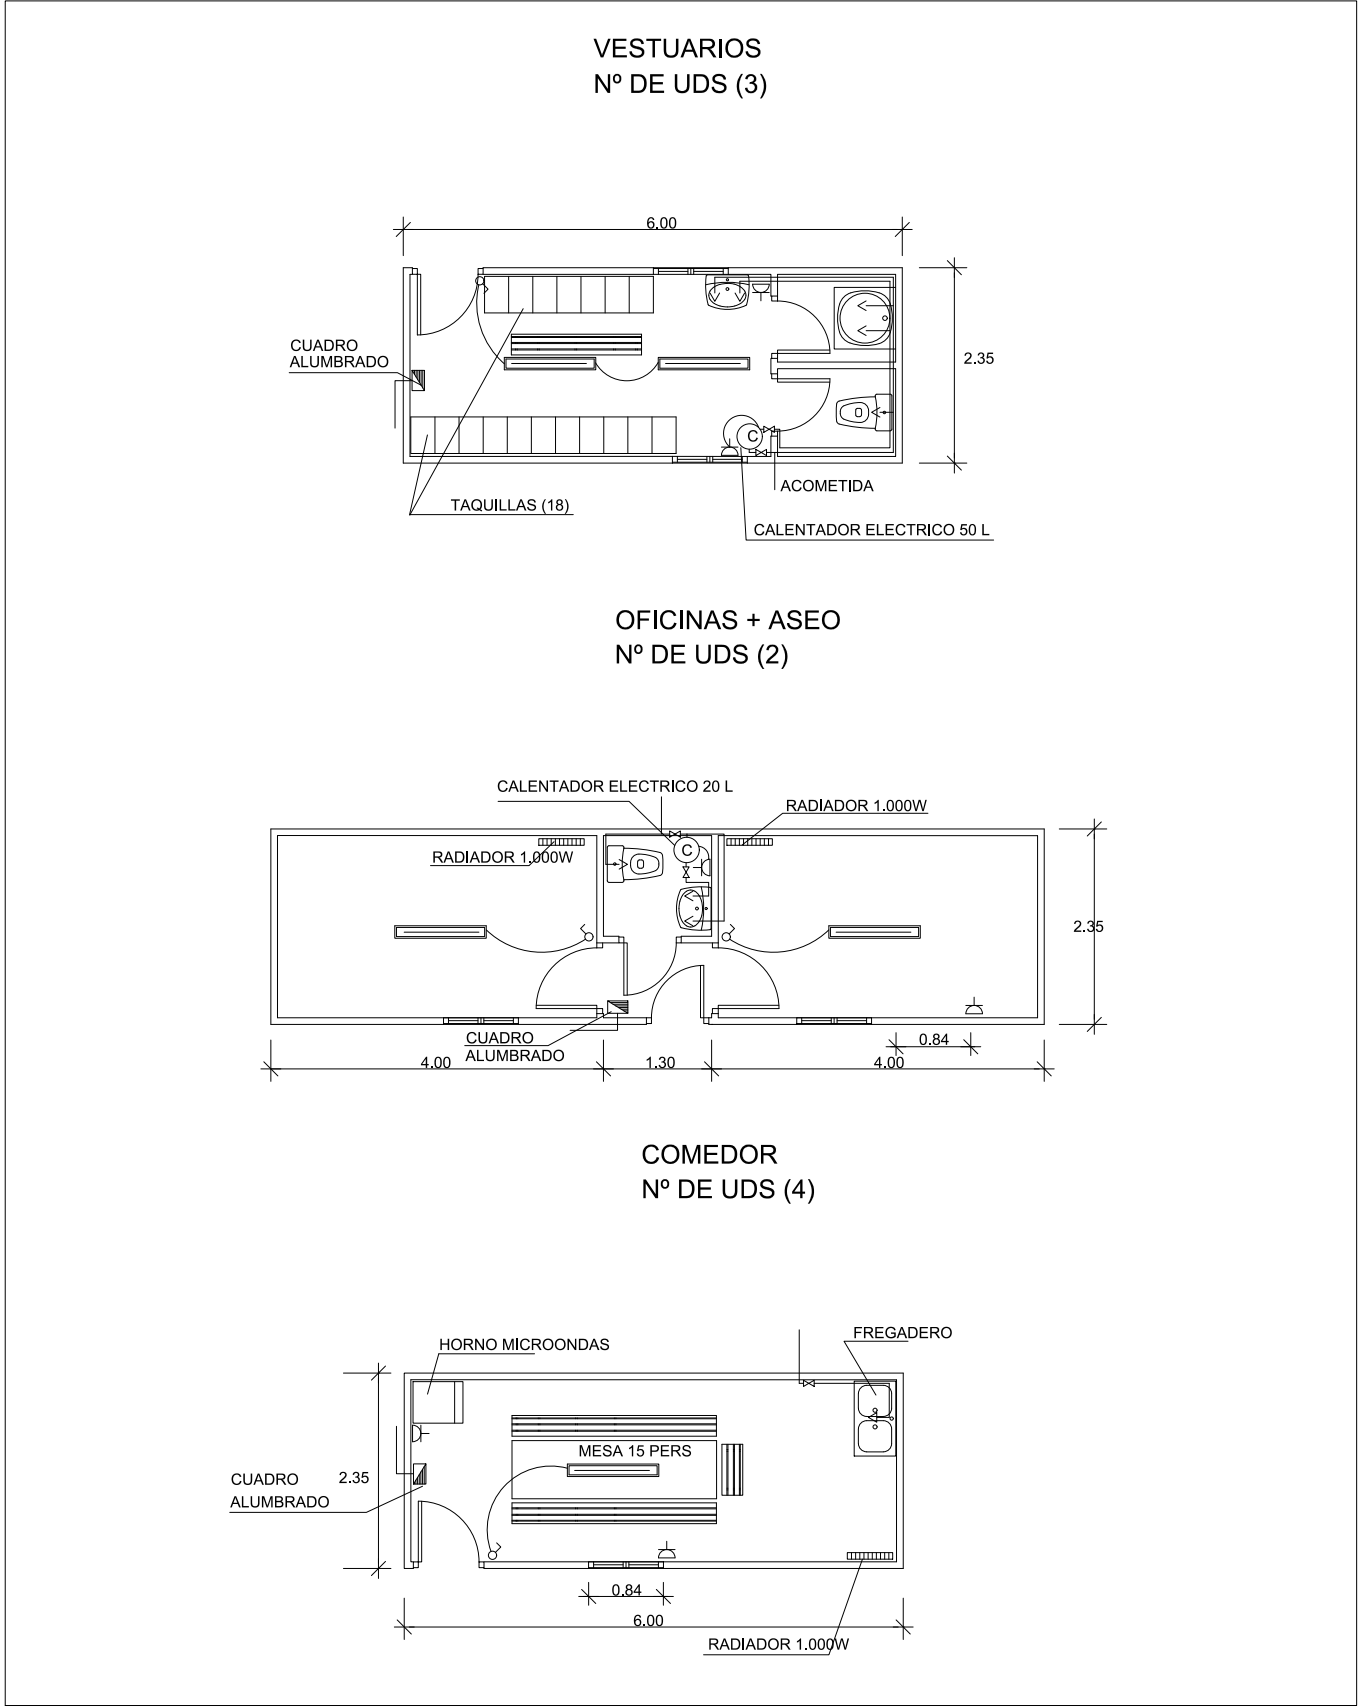 VESTUARIOS
Nº DE UDS (3)
6.00
CUADRO
ALUMBRADO
2.35
C
ACOMETIDA
TAQUILLAS (18)
CALENTADOR ELECTRICO 50 L
OFICINAS + ASEO
Nº DE UDS (2)
CALENTADOR ELECTRICO 20 L
RADIADOR 1.000W
RADIADOR 1.000W
C
2.35
CUADRO
ALUMBRADO
0.84
4.00
1.30
4.00
COMEDOR
Nº DE UDS (4)
FREGADERO
HORNO MICROONDAS
MESA 15 PERS
CUADRO
ALUMBRADO
2.35
0.84
6.00
RADIADOR 1.000W